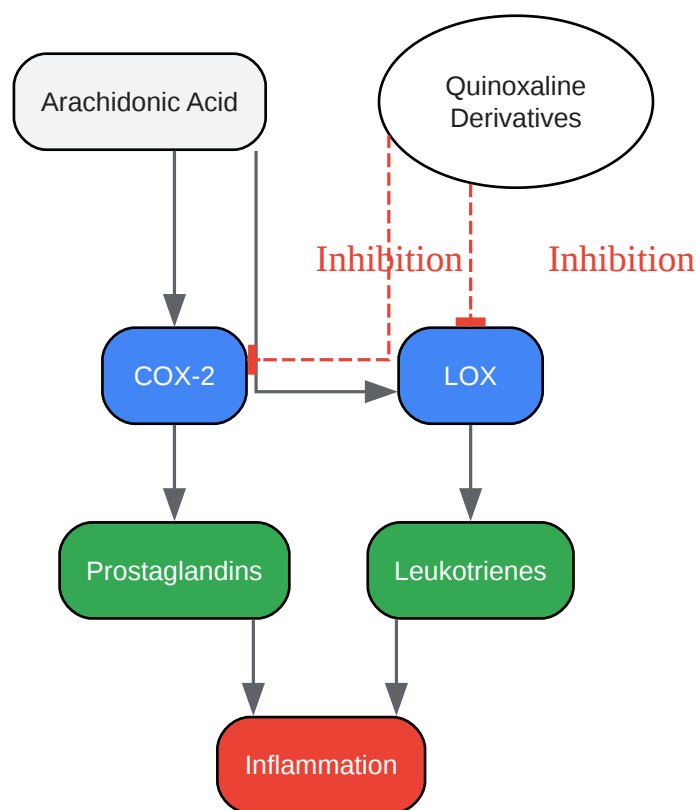 Arachidonic Acid
Quinoxaline
Derivatives
Inhibition
Inhibition
COX-2
LOX
Prostaglandins
Leukotrienes
Inflammation